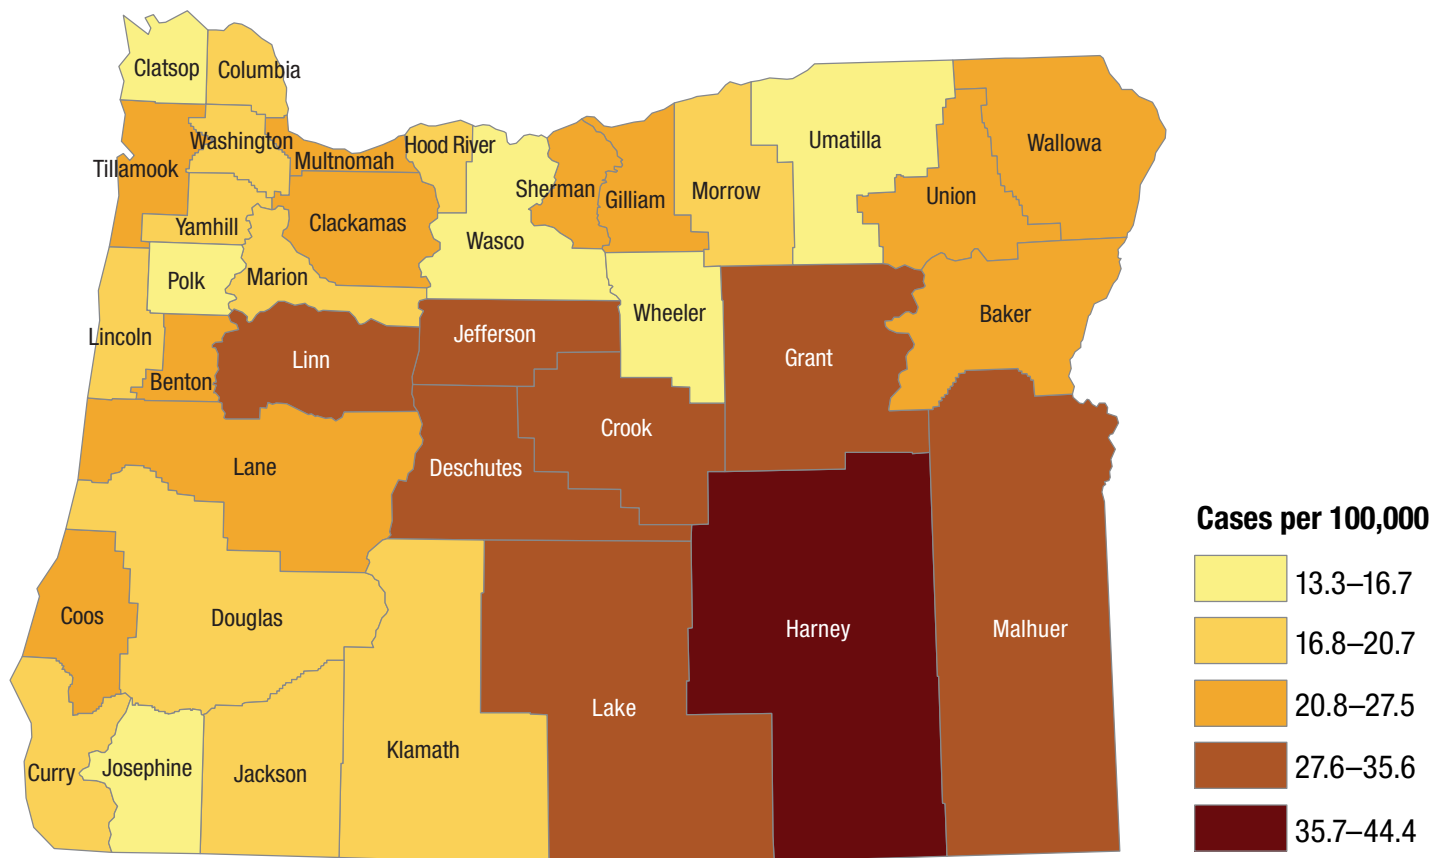 Clatsop
Columbia
Washington
Tillamook
Multnomah
Hood River
Sherman
Gilliam
Morrow
Umatilla
Wallowa
Union
Yamhill
Clackamas
Wasco
Polk
Marion
Lincoln
Benton
Linn
Jefferson
Wheeler
Grant
Baker
Lane
Deschutes
Crook
Coos
Douglas
Harney
Malhuer
Lake
Klamath
Curry
Josephine
Jackson
Cases per 100,000
13.3–16.7
16.8–20.7
20.8–27.5
27.6–35.6
35.7–44.4